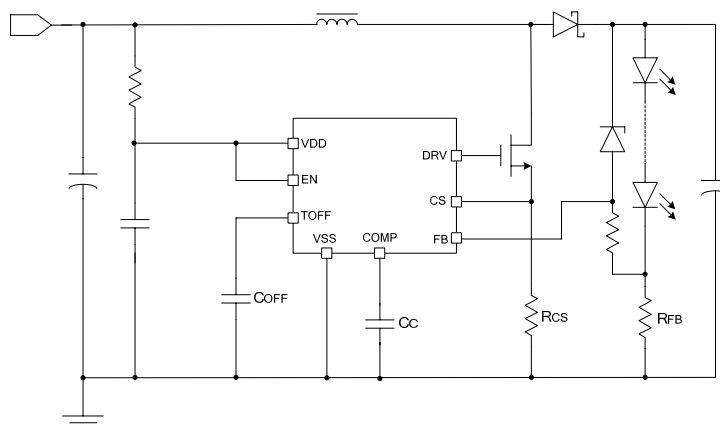 VDD
DRV
EN
CS
TOFF
VSS
COMP
FB
COFF
CC
RCS
RFB